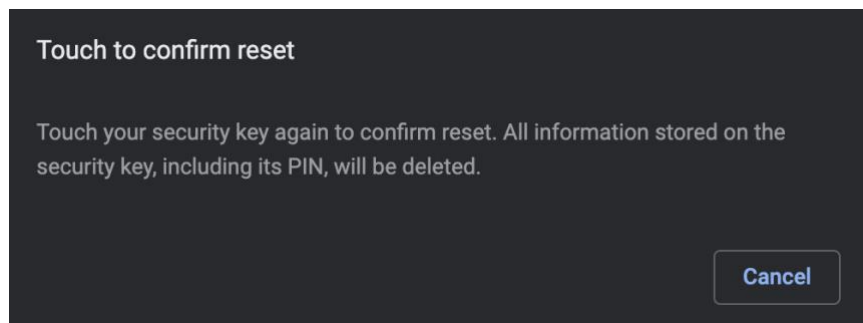 Touch to confirm reset
Touch your security key again to confirm reset. All information stored on the
security key, including its PIN, will be deleted.
Cancel